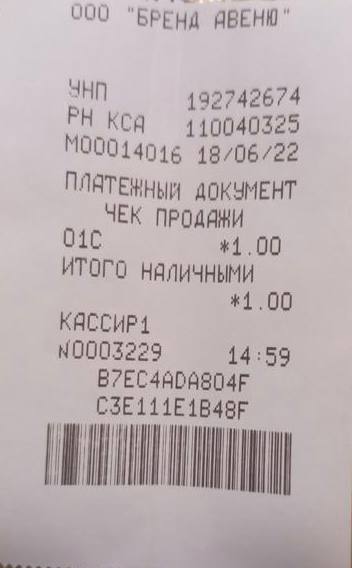 ООО "БРЕНД АВЕНЮ"
УНП 192742674
РН КСА 110040325
М00014016 18/06/22
ПЛАТЕЖНЫЙ ДОКУМЕНТ
ЧЕК ПРОДАЖИ
01С *1.00
ИТОГО НАЛИЧНЫМИ
*1.00
КАССИР1
N0003229 14:59
B7EC4ADA804F
C3E111E1B48F